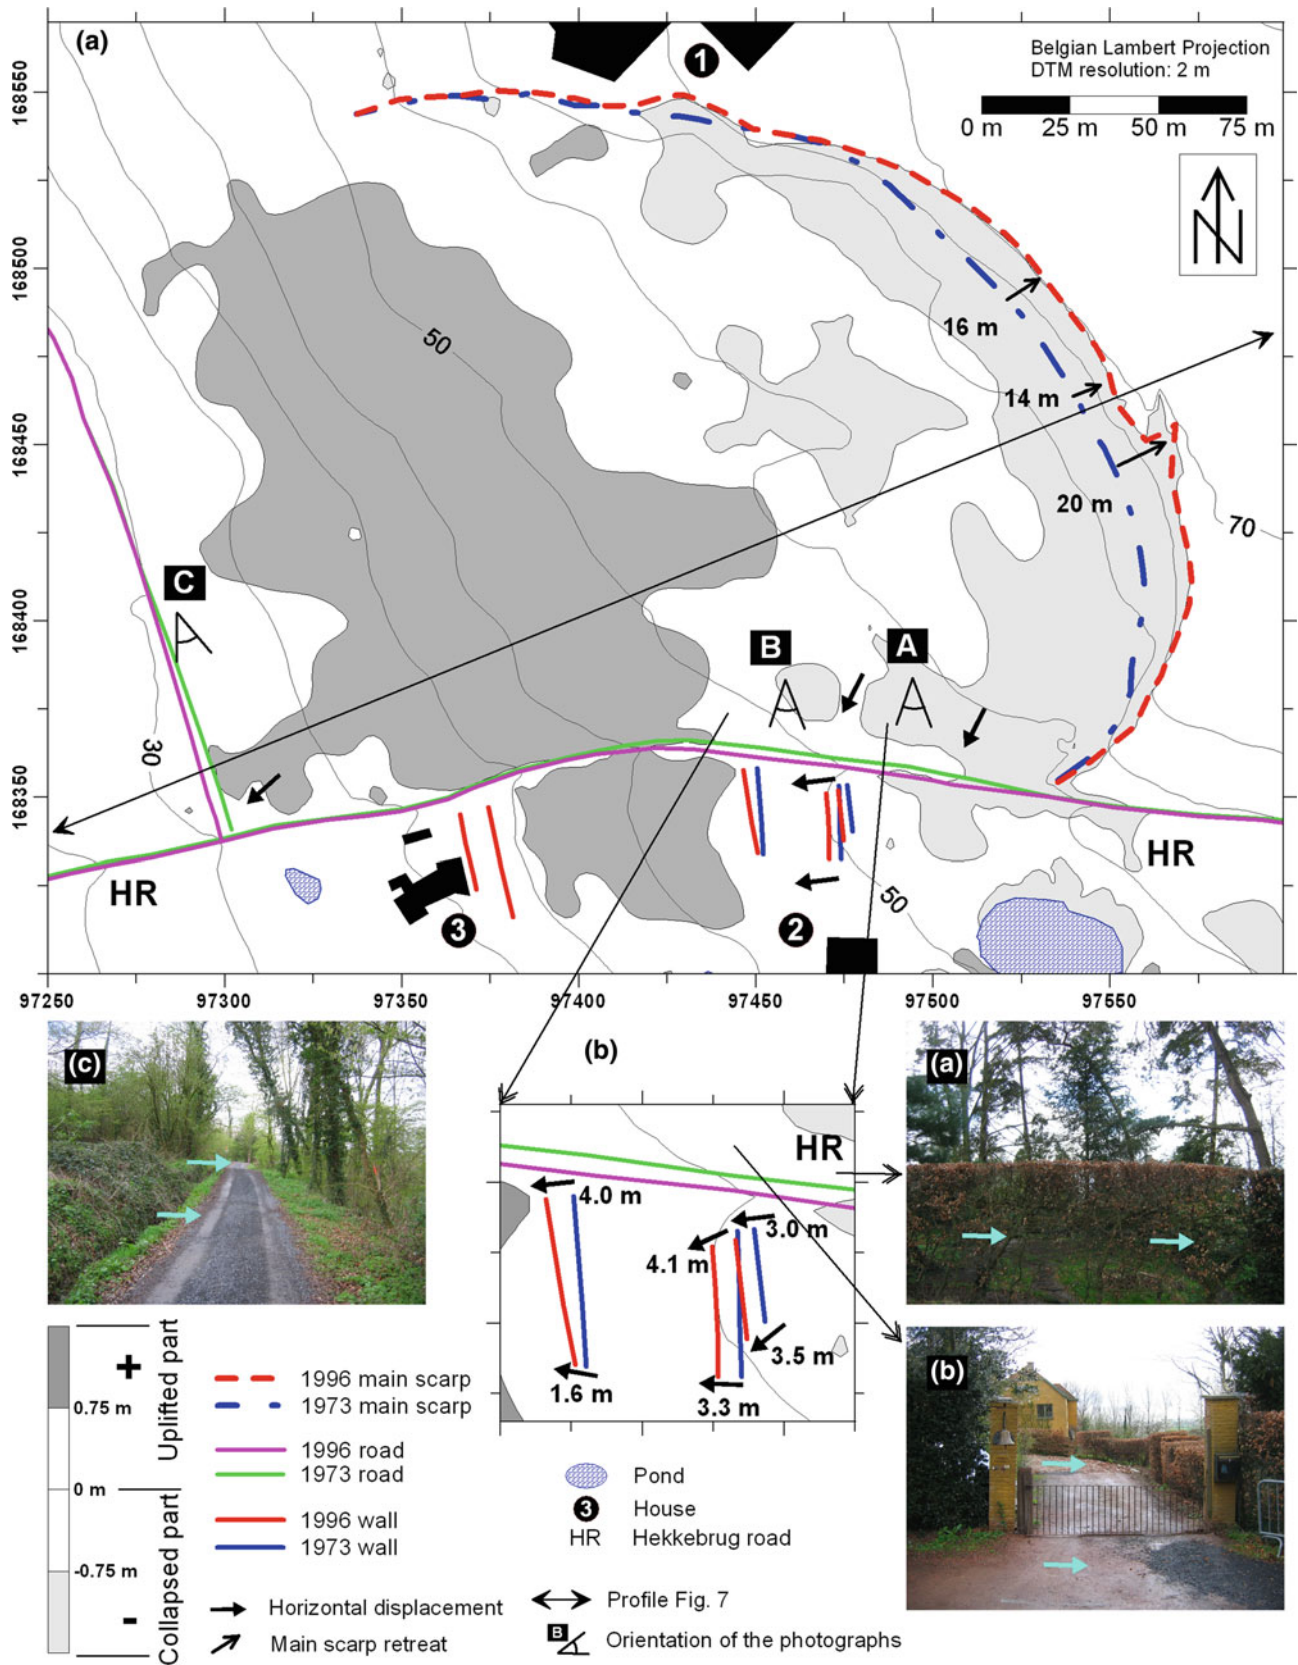 (a)
1
Belgian Lambert Projection
DTM resolution: 2 m
0 m 25 m 50 m 75 m
N
168550
168500
168450
168400
168350
50
16 m
14 m
20 m
70
C
B
A
30
HR
HR
50
3
2
97250 97300 97350 97400 97450 97500 97550
(c)
(b)
(a)
HR
4.0 m
3.0 m
4.1 m
3.5 m
1.6 m
3.3 m
(b)
+
Uplifted part
0.75 m
0 m
-0.75 m
-
Collapsed part
1996 main scarp
1973 main scarp
1996 road
1973 road
1996 wall
1973 wall
Horizontal displacement
Main scarp retreat
Pond
3 House
HR Hekkebrug road
Profile Fig. 7
B Orientation of the photographs